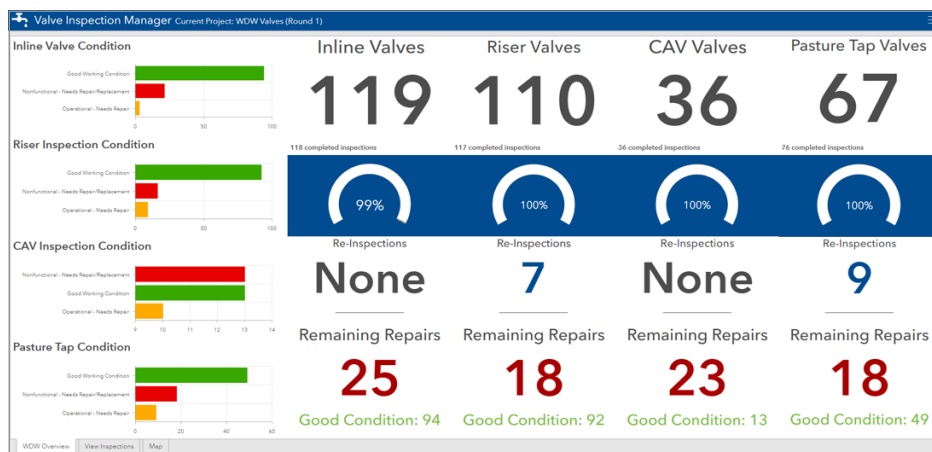 Valve Inspection Manager Current Project: WDW Valves (Round 1)
Inline Valve Condition
Good Working Condition
Nonfunctional - Needs Repair/Replacement
Operational - Needs Repair
0 50 100
Riser Inspection Condition
Good Working Condition
Nonfunctional - Needs Repair/Replacement
Operational - Needs Repair
0 50 100
CAV Inspection Condition
Nonfunctional - Needs Repair/Replacement
Good Working Condition
Operational - Needs Repair
9 10 11 12 13 14
Pasture Tap Condition
Good Working Condition
Nonfunctional - Needs Repair/Replacement
Operational - Needs Repair
0 20 40 60
Inline Valves
119
118 completed inspections
99%
Re-Inspections
None
Remaining Repairs
25
Good Condition: 94
Riser Valves
110
117 completed inspections
100%
Re-Inspections
7
Remaining Repairs
18
Good Condition: 92
CAV Valves
36
36 completed inspections
100%
Re-Inspections
None
Remaining Repairs
23
Good Condition: 13
Pasture Tap Valves
67
76 completed inspections
100%
Re-Inspections
9
Remaining Repairs
18
Good Condition: 49
WDW Overview View Inspections Map